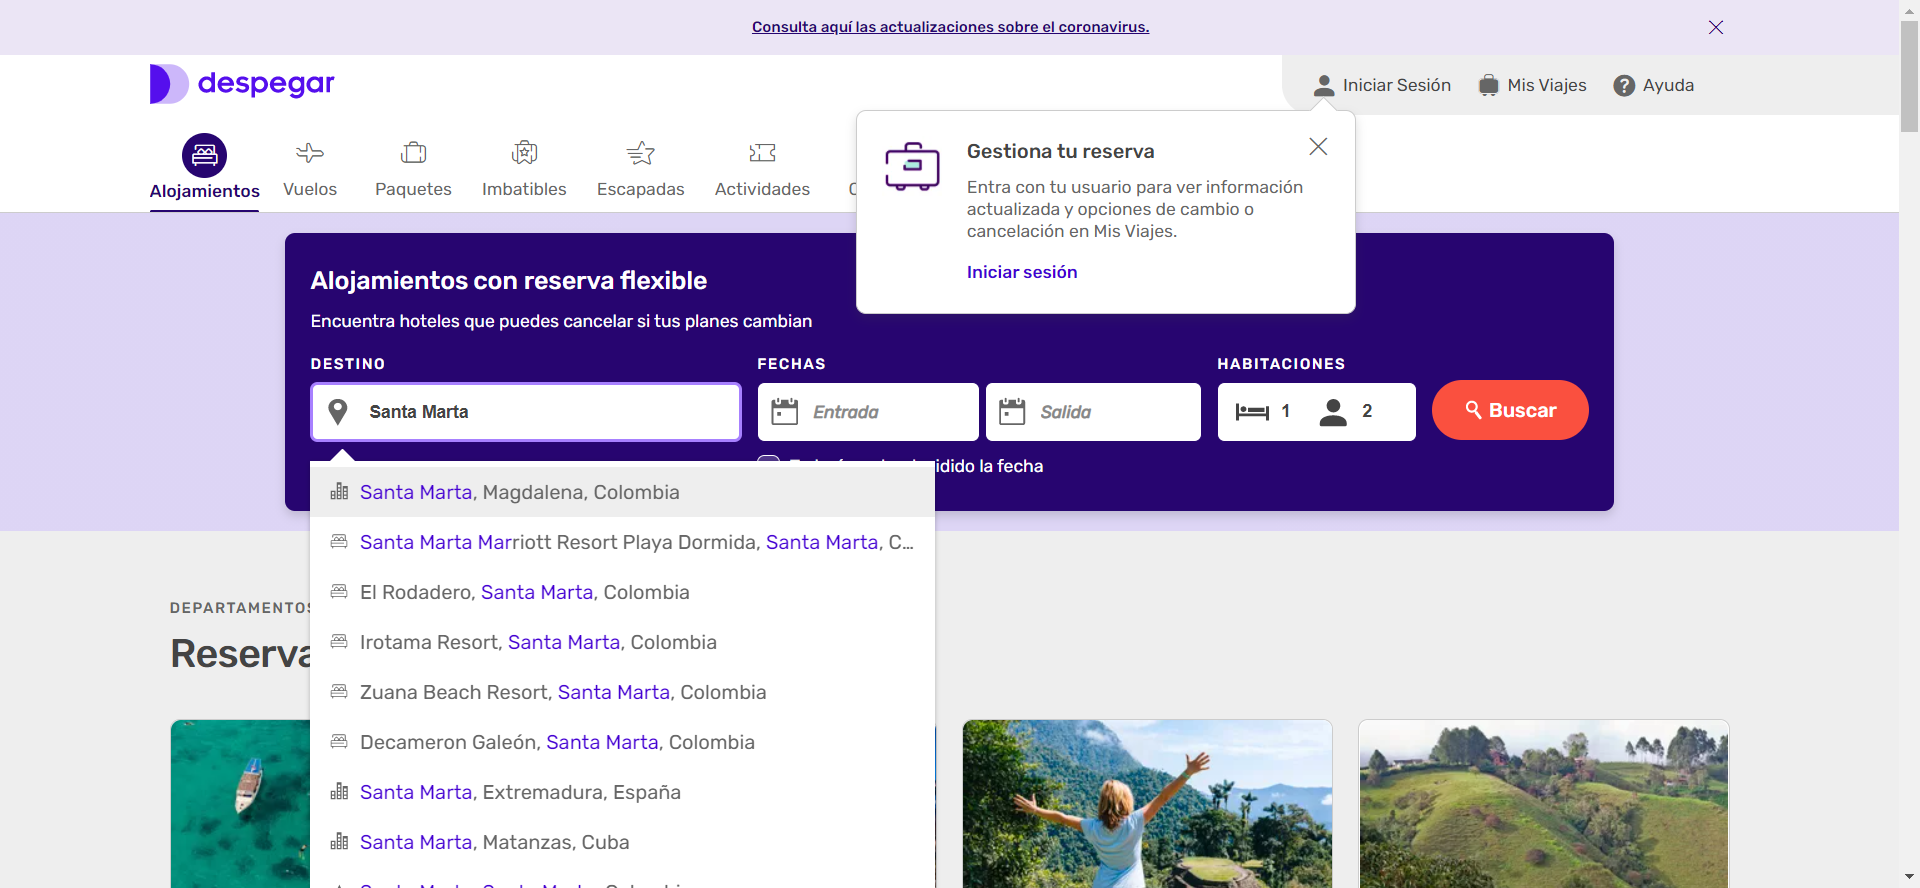 Consulta aquí las actualizaciones sobre el coronavirus.
despegar
Iniciar Sesión
Mis Viajes
Ayuda
Alojamientos
Vuelos
Paquetes
Imbatibles
Escapadas
Actividades
Gestiona tu reserva
Entra con tu usuario para ver información
actualizada y opciones de cambio o
cancelación en Mis Viajes.
Iniciar sesión
Alojamientos con reserva flexible
Encuentra hoteles que puedes cancelar si tus planes cambian
DESTINO
FECHAS
HABITACIONES
Santa Marta
Entrada
Salida
1
2
Buscar
la fecha
Santa Marta, Magdalena, Colombia
Santa Marta Marriott Resort Playa Dormida, Santa Marta, C...
El Rodadero, Santa Marta, Colombia
Irotama Resort, Santa Marta, Colombia
Zuana Beach Resort, Santa Marta, Colombia
Decameron Galeón, Santa Marta, Colombia
Santa Marta, Extremadura, España
Santa Marta, Matanzas, Cuba
DEPARTAMENTOS
Reserva